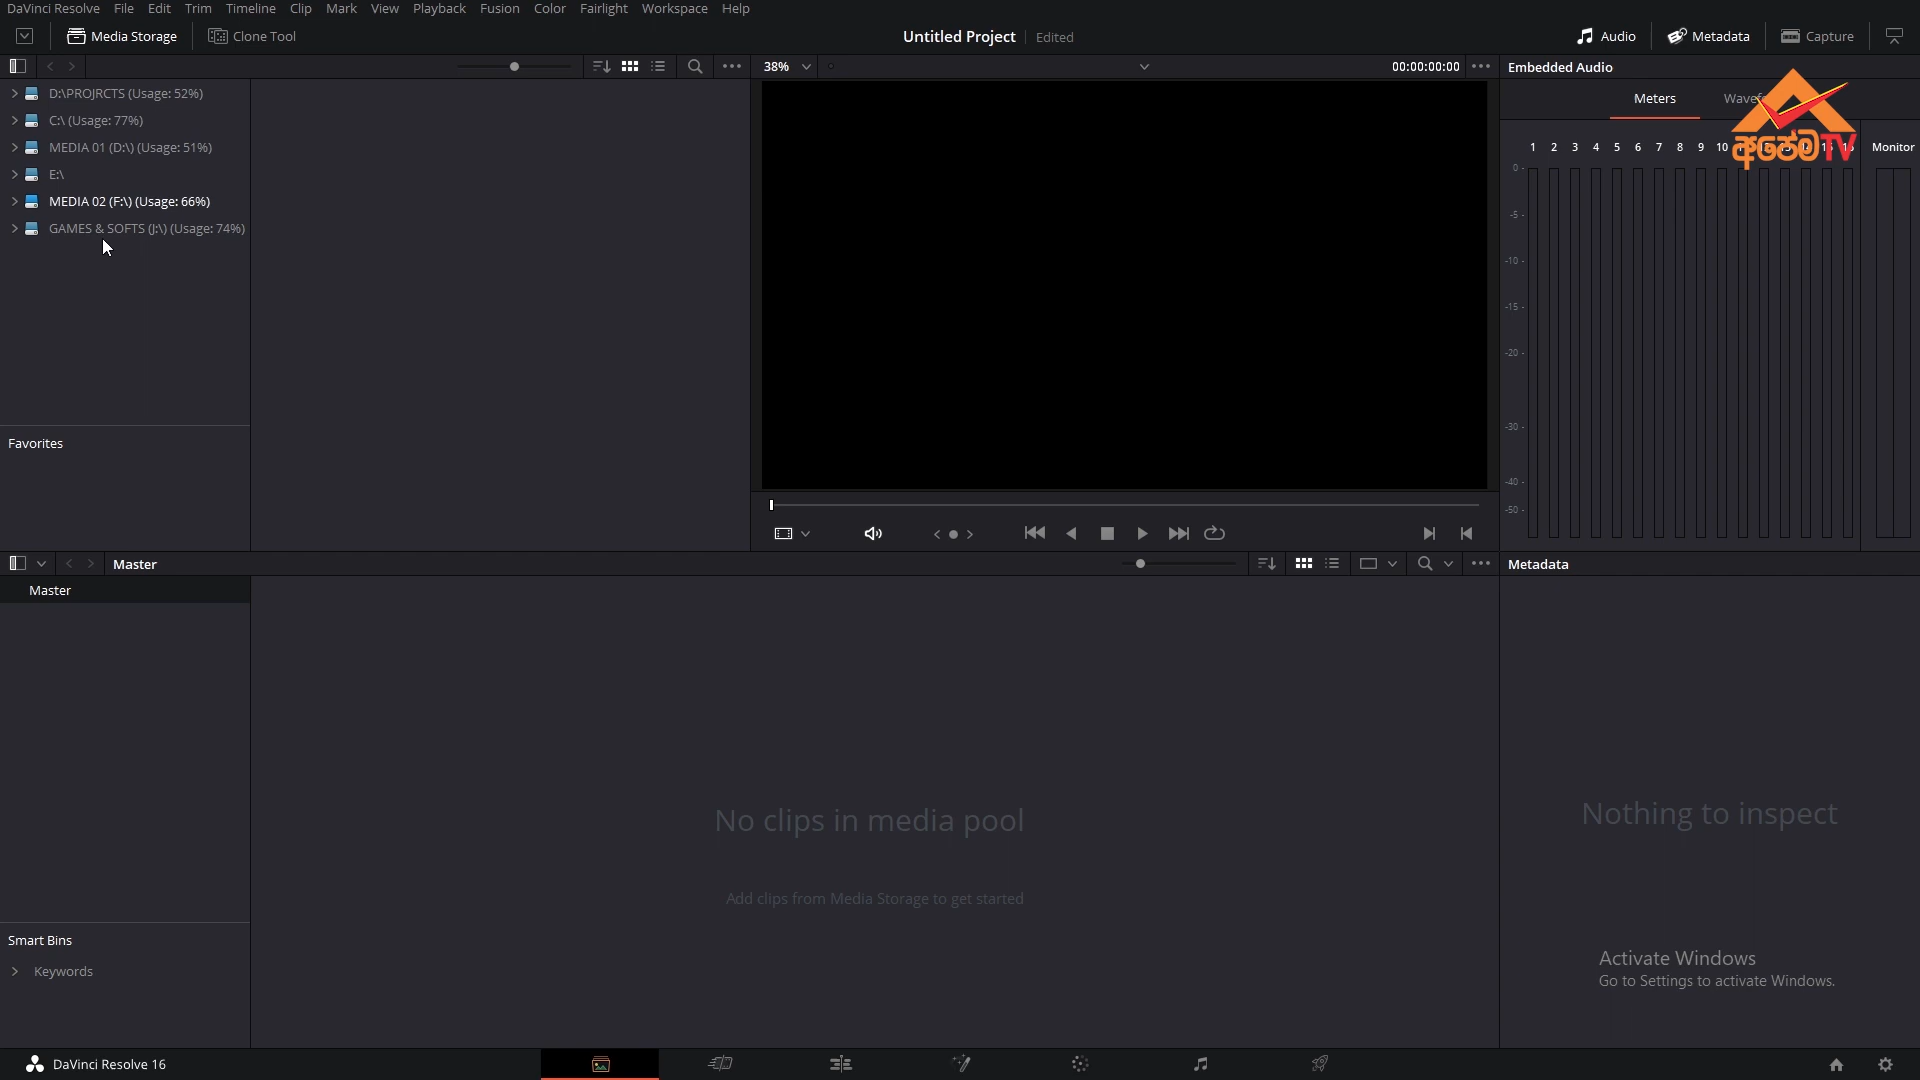 DaVinci Resolve File Edit Trim Timeline Clip Mark View Playback Fusion Color Fairlight Workspace Help
Media Storage Clone Tool Untitled Project Edited Audio Metadata Capture
38% 00:00:00:00 Embedded Audio
D:\PROJRCTS (Usage: 52%)
C:\ (Usage: 77%)
MEDIA 01 (D:\) (Usage: 51%)
E:\
MEDIA 02 (F:\) (Usage: 66%)
GAMES & SOFTS (J:\) (Usage: 74%)
Favorites
Meters
TV
1 2 3 4 5 6 7 8 9 10 Monitor
0
-5
-10
-15
-20
-30
-40
-50
Master
Metadata
Master
No clips in media pool
Add clips from Media Storage to get started
Nothing to inspect
Smart Bins
Keywords
Activate Windows
Go to Settings to activate Windows.
DaVinci Resolve 16